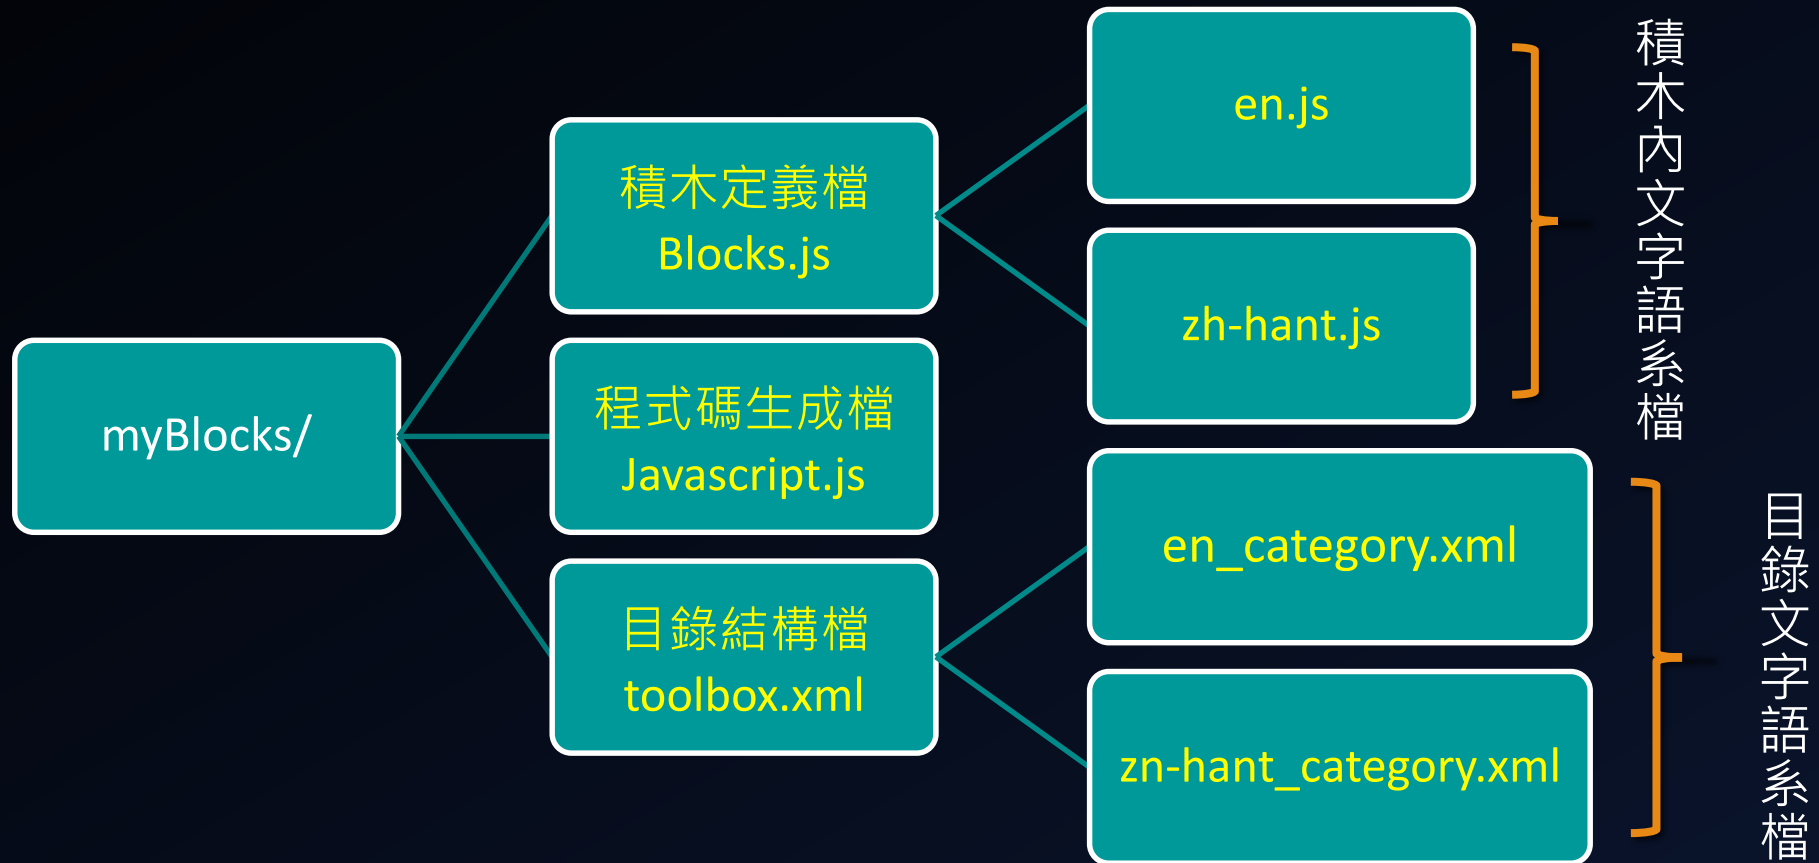 myBlocks/
積木定義檔
Blocks.js
程式碼生成檔
Javascript.js
目錄結構檔
toolbox.xml
en.js
zh-hant.js
en_category.xml
zn-hant_category.xml
積木內文字語系檔
目錄文字語系檔